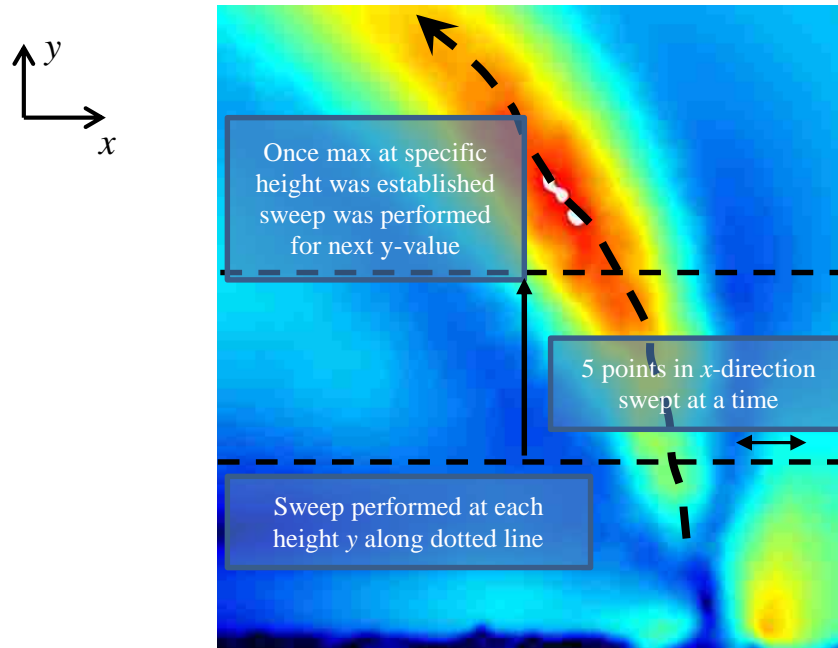 y
x
Once max at specific
height was established
sweep was performed
for next y-value
5 points in x-direction
swept at a time
Sweep performed at each
height y along dotted line